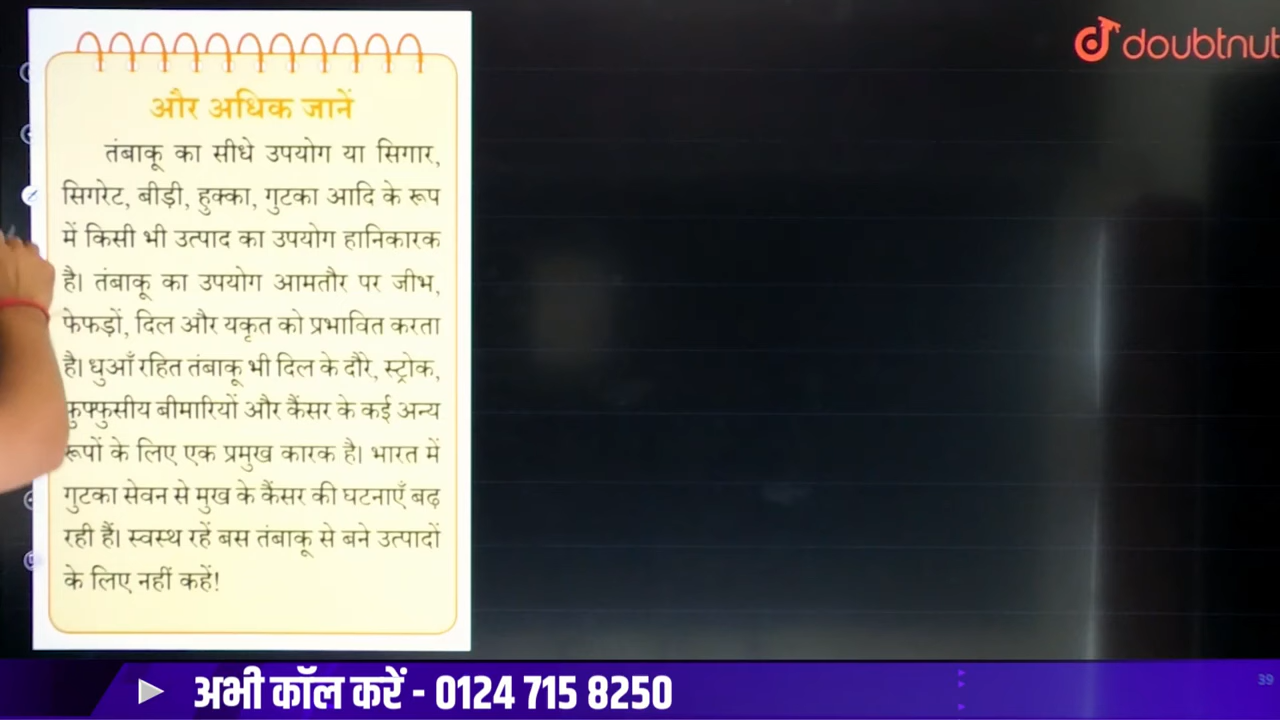 doubtnut
और अधिक जानें
तंबाकू का सीधे उपयोग या सिगार,
सिगरेट, बीड़ी, हुक्का, गुटका आदि के रूप
में किसी भी उत्पाद का उपयोग हानिकारक
है। तंबाकू का उपयोग आमतौर पर जीभ,
फेफड़ों, दिल और यकृत को प्रभावित करता
है। धुआँ रहित तंबाकू भी दिल के दौरे, स्ट्रोक,
फुफ्फुसीय बीमारियों और कैंसर के कई अन्य
रूपों के लिए एक प्रमुख कारक है। भारत में
गुटका सेवन से मुख के कैंसर की घटनाएँ बढ़
रही हैं। स्वस्थ रहें बस तंबाकू से बने उत्पादों
के लिए नहीं कहें!
अभी कॉल करें - 0124 715 8250
39